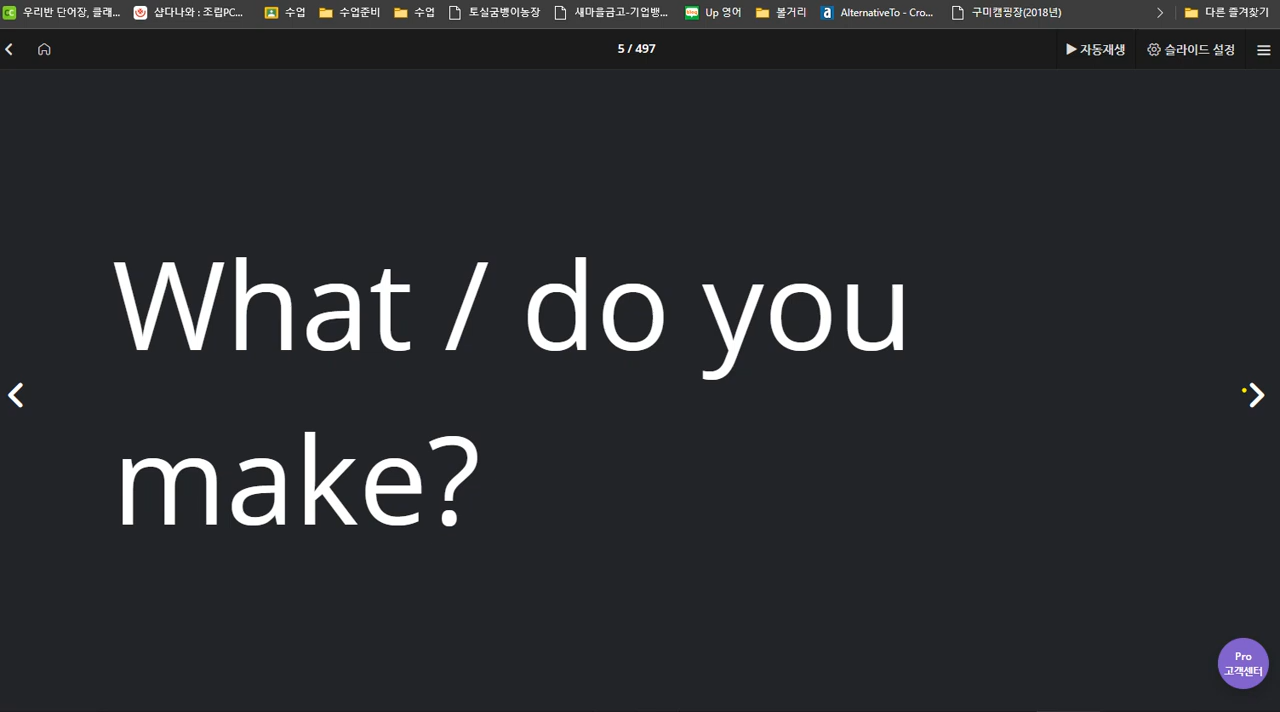 우리반 단어장, 클래... 샵다나와 : 조립PC... 수업 수업준비 수업 토실굼벵이농장 새마을금고-기업뱅... Up 영어 볼거리 AlternativeTo - Cro... 구미캠핑장(2018년) 다른 즐겨찾기
5 / 497 자동재생 슬라이드 설정
What / do you
make?
Pro
고객센터